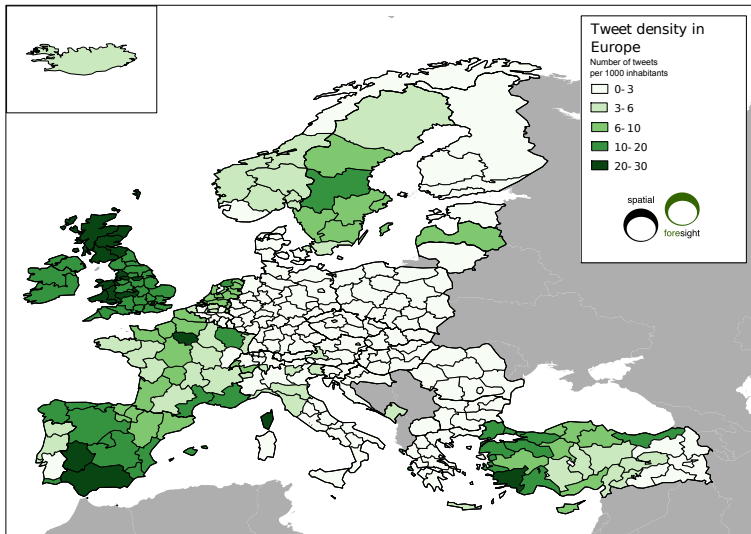 Tweet density in
Europe
Number of tweets
per 1000 inhabitants
0- 3
3- 6
6- 10
10- 20
20- 30
spatial
foresight